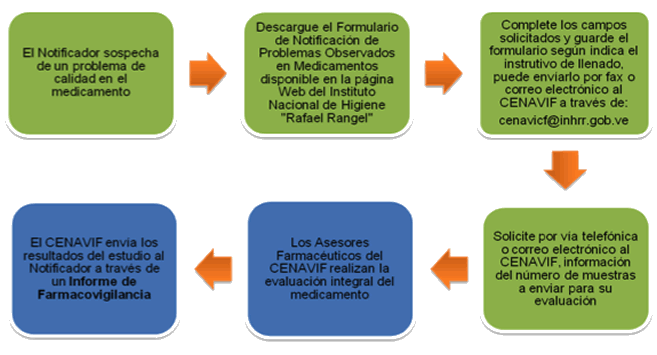 El Notificador sospecha
de un problema de
calidad en el
medicamento
Descargue el Formulario
de Notificación de
Problemas Observados
en Medicamentos
disponible en la página
Web del Instituto
Nacional de Higiene
"Rafael Rangel"
Complete los campos
solicitados y guarde el
formulario según indica el
instrutivo de llenado,
puede enviarlo por fax o
correo electrónico al
CENAVIF a través de:
cenavicf@inhrr.gob.ve
Solicite por vía telefónica
o correo electrónico al
CENAVIF, información
del número de muestras
a enviar para su
evaluación
Los Asesores
Farmacéuticos del
CENAVIF realizan la
evaluación integral del
medicamento
El CENAVIF envía los
resultados del estudio al
Notificador a través de
un Informe de
Farmacovigilancia